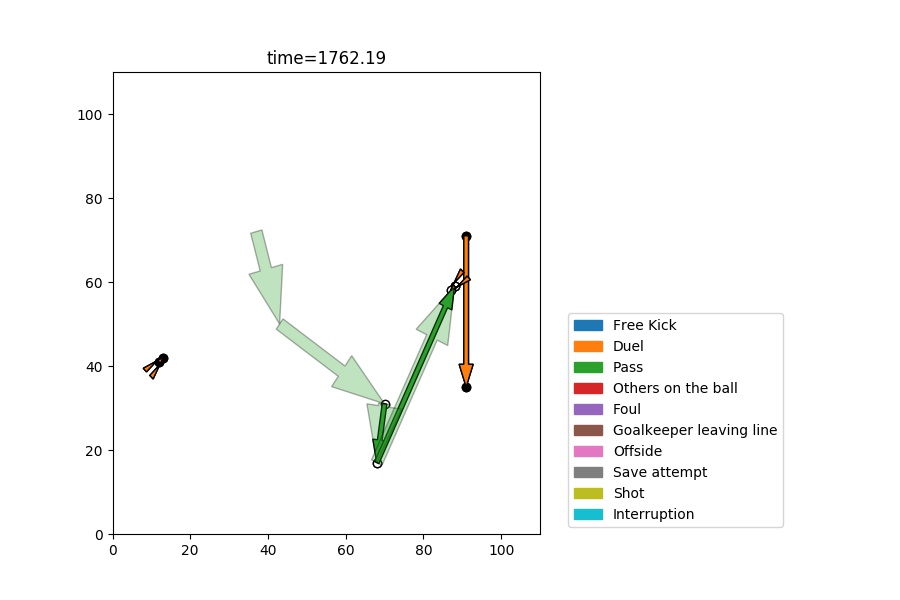 time=1762.19
100
80
60
40
20
0
0 20 40 60 80 100
Free Kick
Duel
Pass
Others on the ball
Foul
Goalkeeper leaving line
Offside
Save attempt
Shot
Interruption